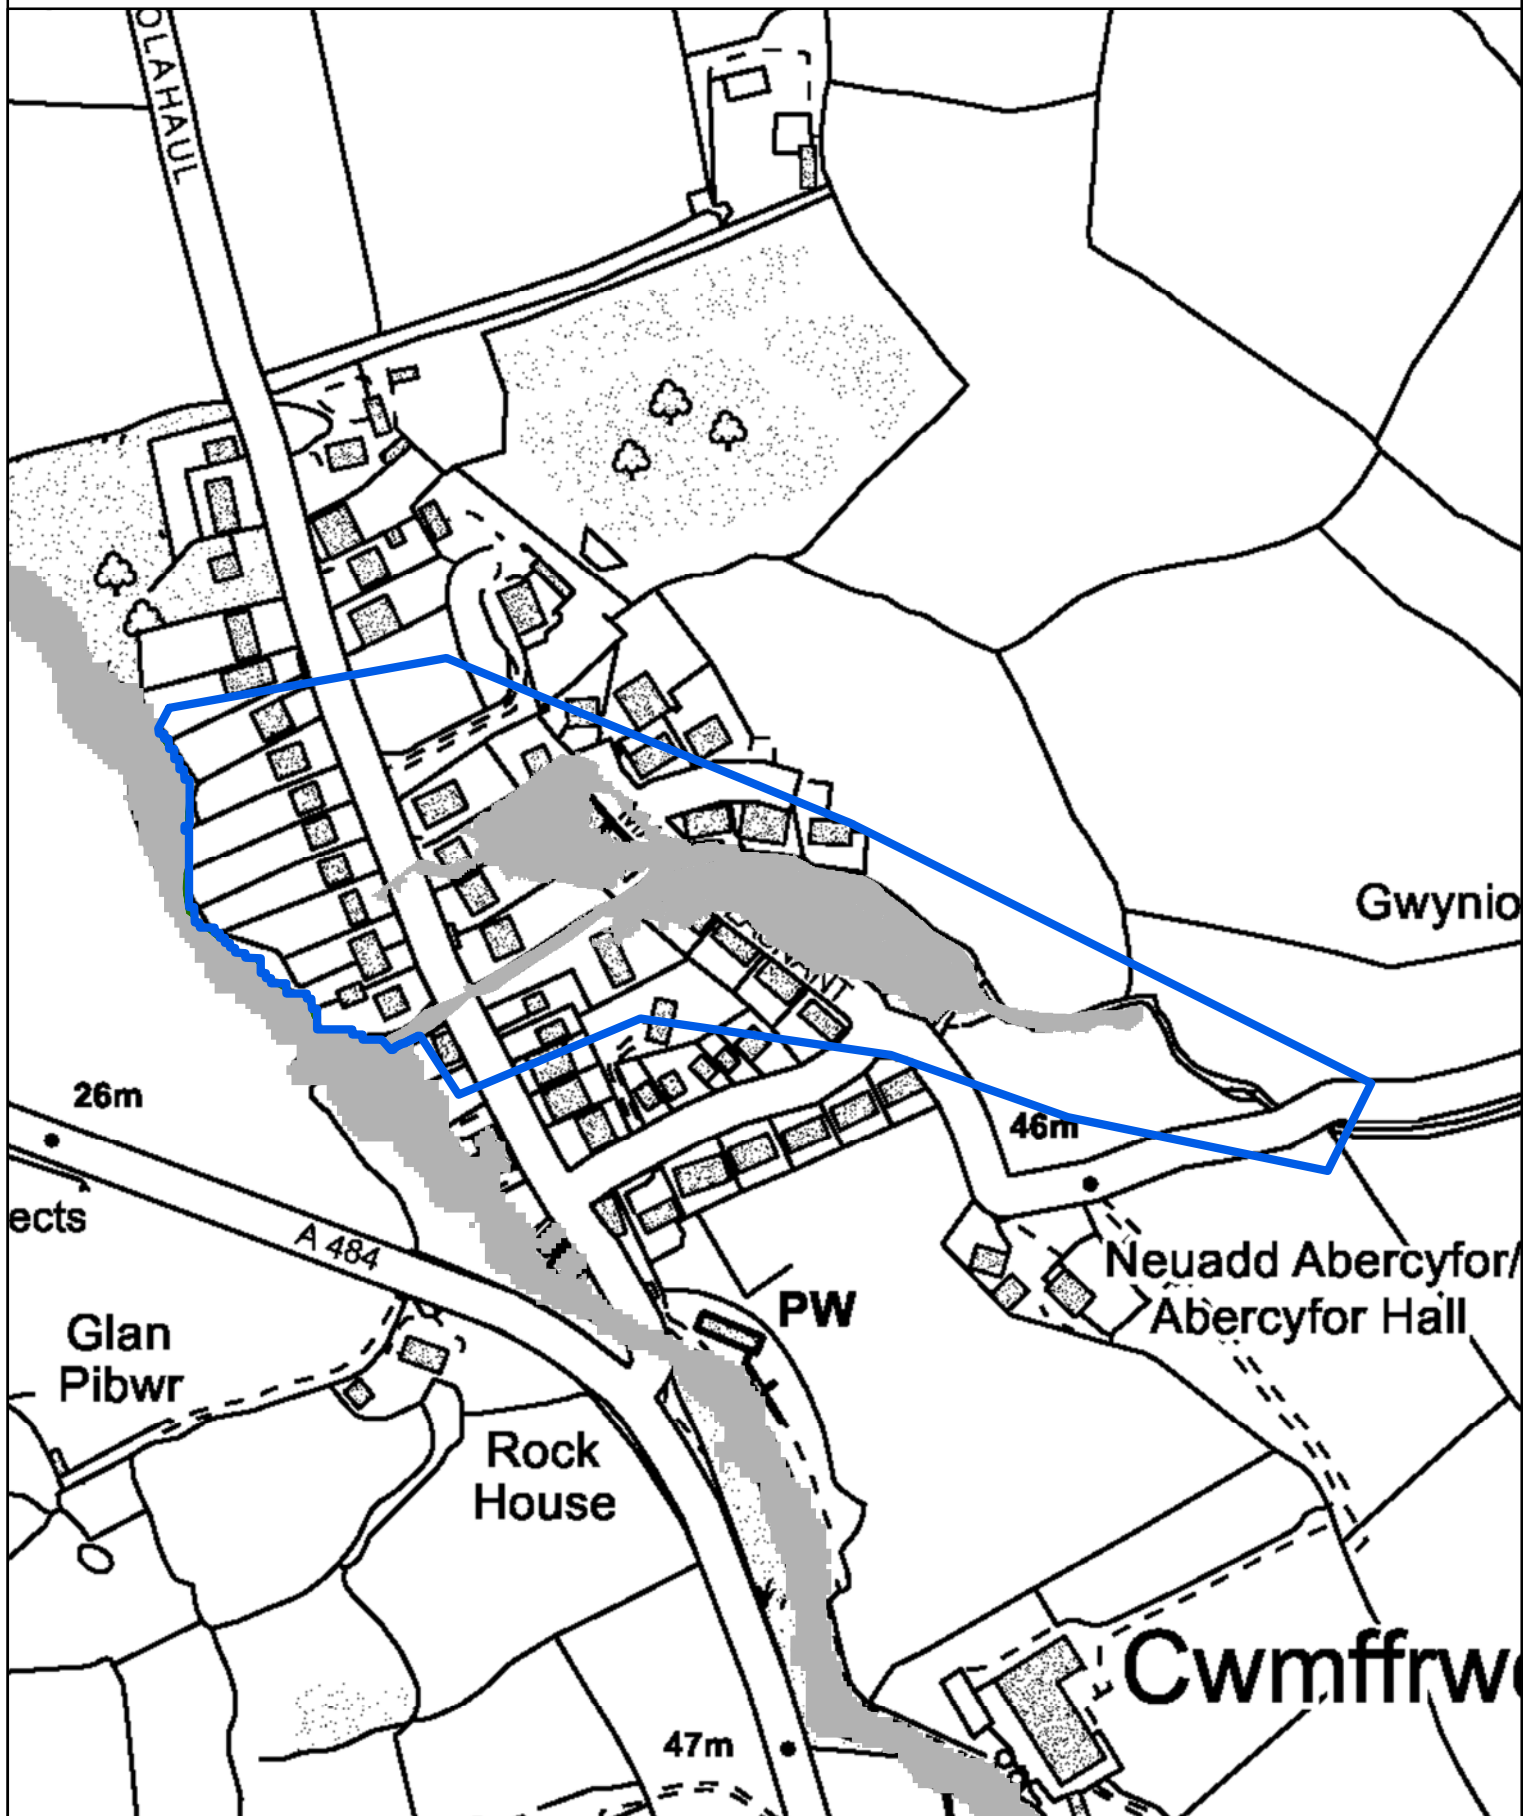 OLAHAUL
Gwynio
26m
46m
ects
A 484
Neuadd Abercyfor/
Abercyfor Hall
PW
Glan
Pibwr
Rock
House
Cwmffrw
47m